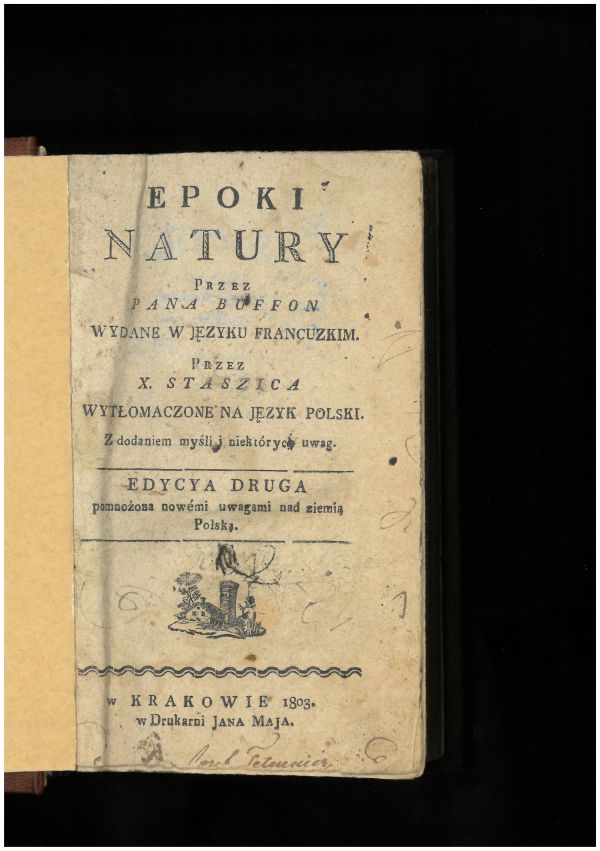 EPOKI
NATURY
PRZEZ
PANA BUFFON
WYDANE W JĘZYKU FRANCUZKIM.
PRZEZ
X. STASZICA
WYTŁOMACZONE NA JĘZYK POLSKI.
Z dodaniem myśli i niektórych uwag.
EDYCYA DRUGA
pomnożona nowémi uwagami nad ziemią
Polską.
w KRAKOWIE 1803.
w Drukarni JANA MAJA.